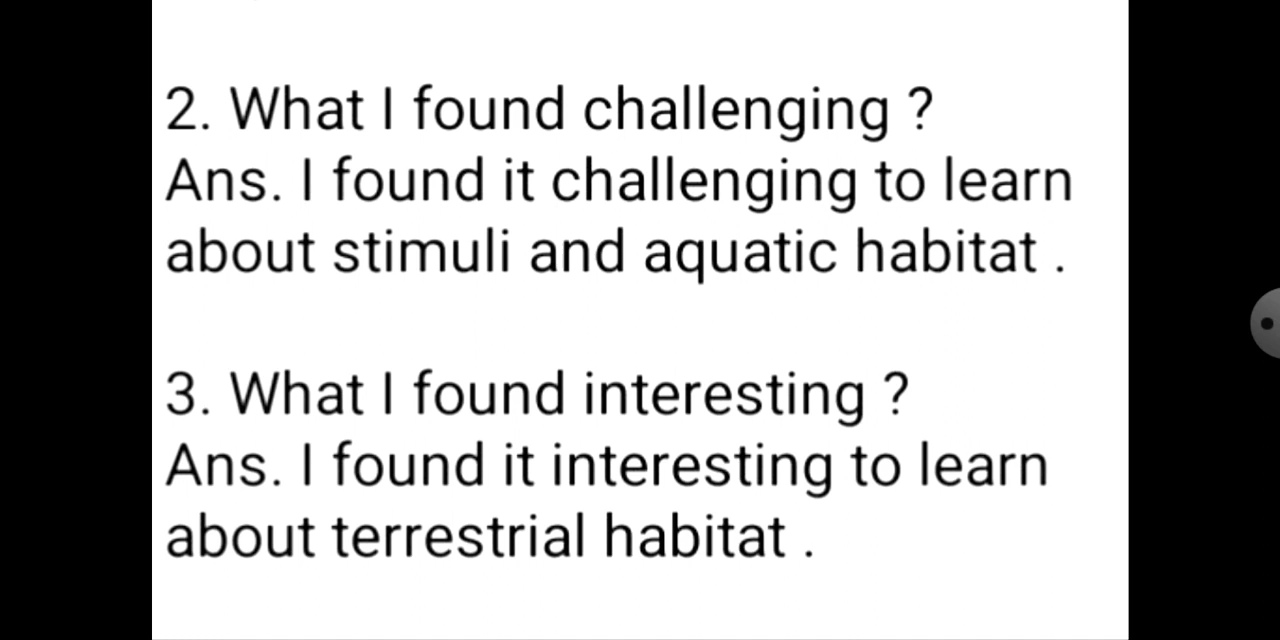 2. What I found challenging ?
Ans. I found it challenging to learn
about stimuli and aquatic habitat .
3. What I found interesting ?
Ans. I found it interesting to learn
about terrestrial habitat .